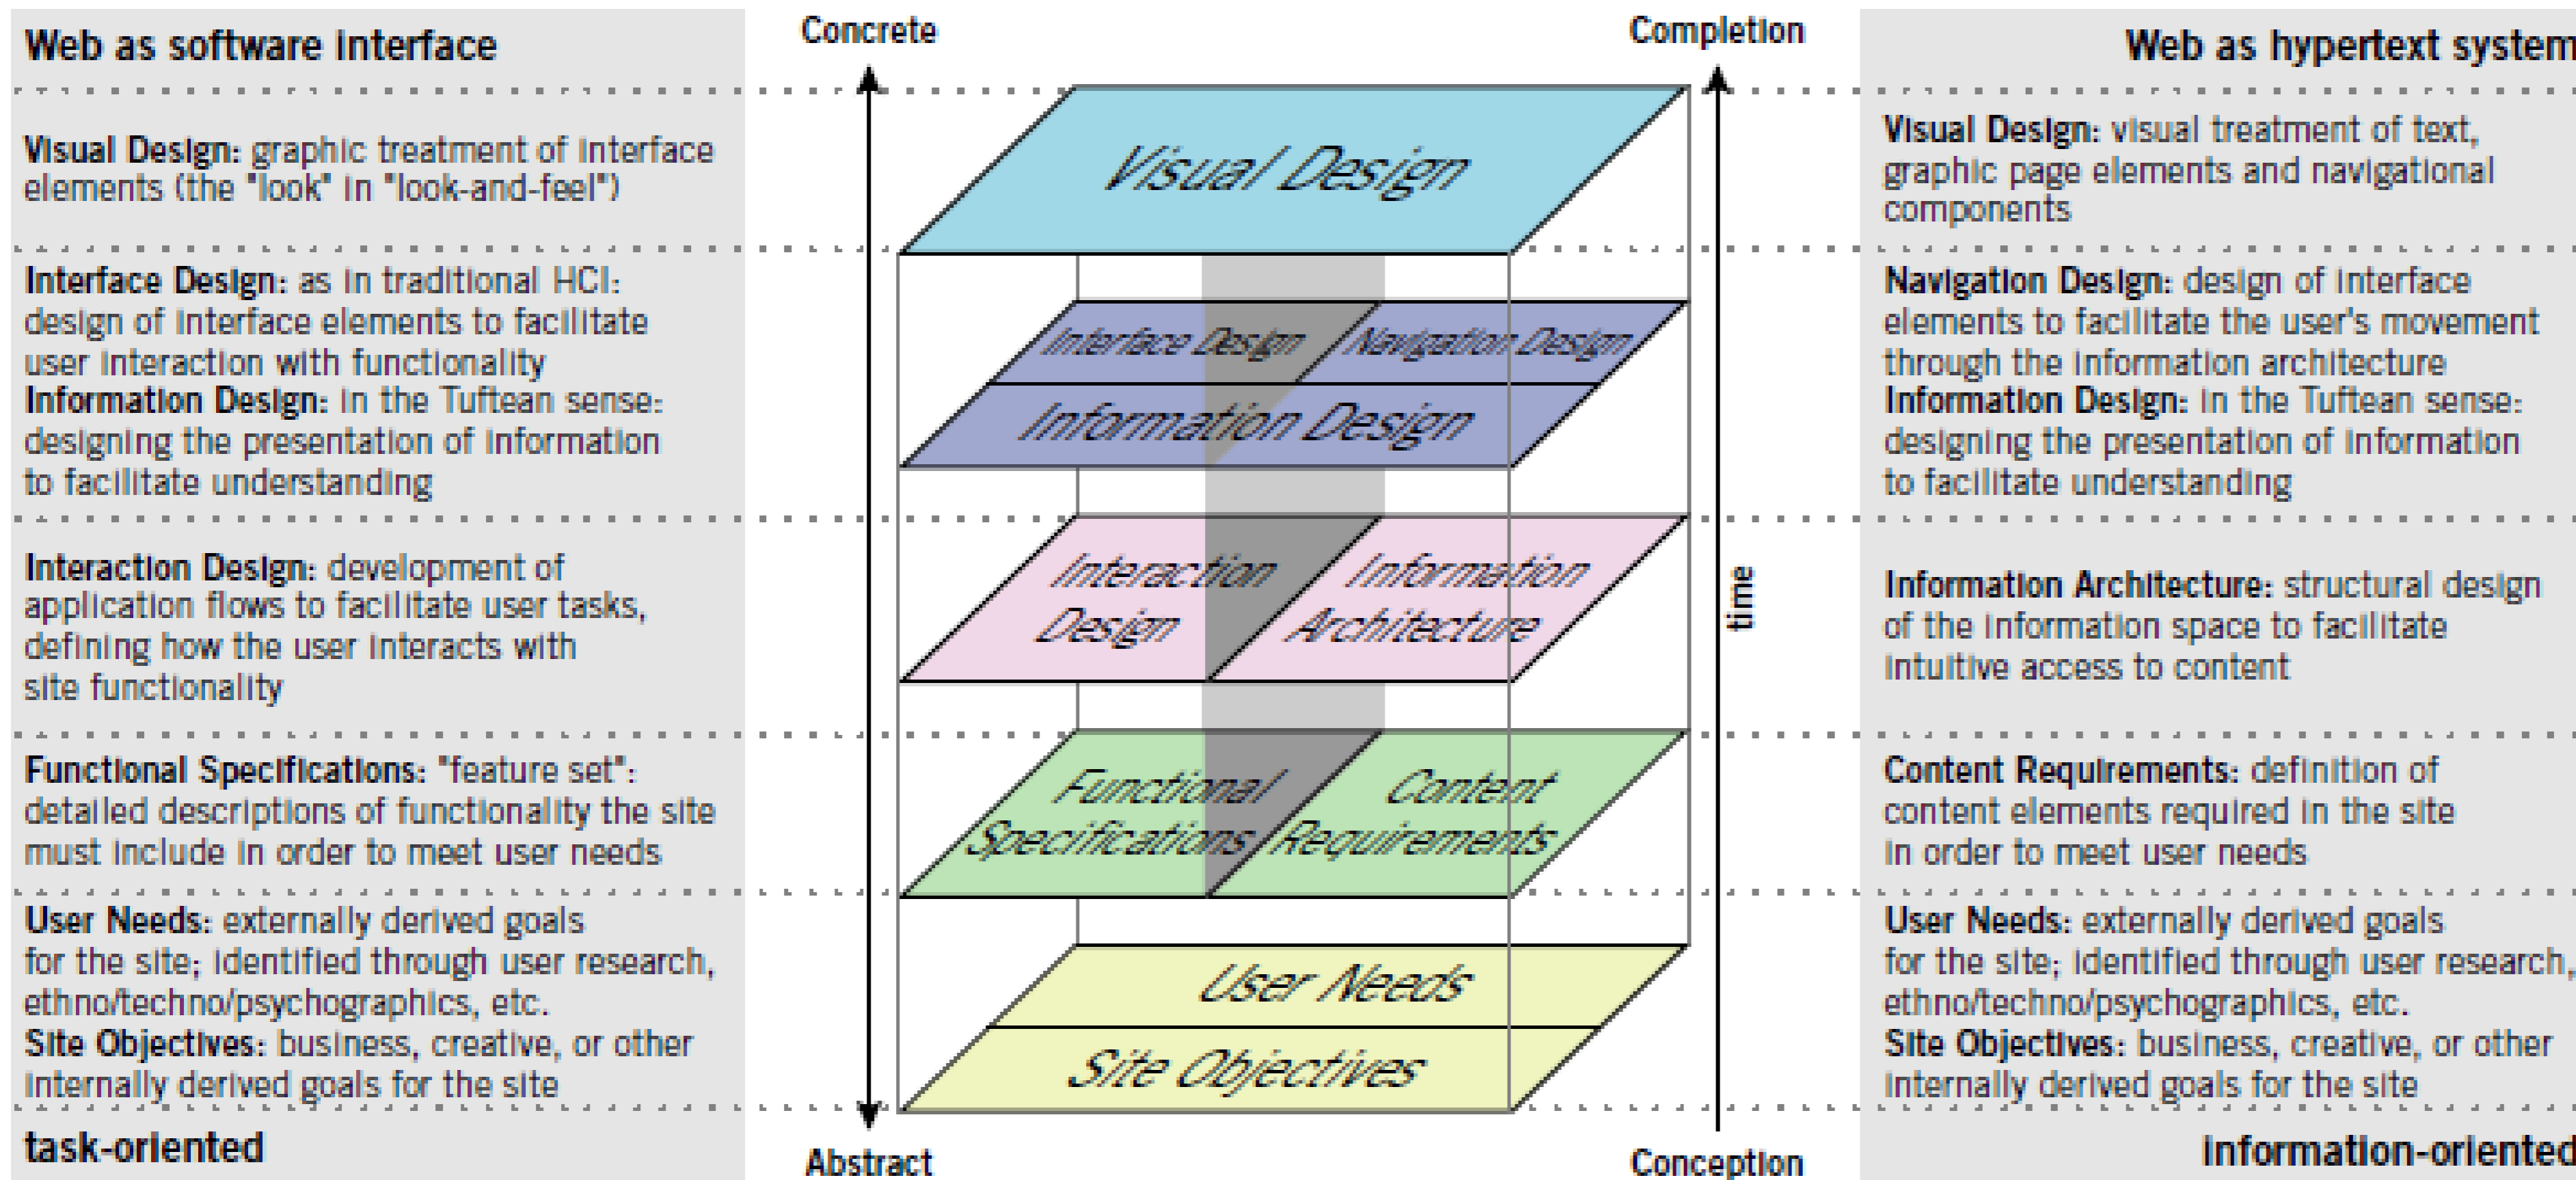 Web as software interface
Visual Design: graphic treatment of interface
elements (the "look" in "look-and-feel")
Interface Design: as in traditional HCI:
design of interface elements to facilitate
user interaction with functionality
Information Design: in the Tuftean sense:
designing the presentation of information
to facilitate understanding
Interaction Design: development of
application flows to facilitate user tasks,
defining how the user interacts with
site functionality
Functional Specifications: "feature set":
detailed descriptions of functionality the site
must include in order to meet user needs
User Needs: externally derived goals
for the site; identified through user research,
ethno/techno/psychographics, etc.
Site Objectives: business, creative, or other
internally derived goals for the site
task-oriented
Concrete
Completion
Visual Design
Interface Design
Navigation Design
Information Design
Interaction
Design
Information
Architecture
time
Functional
Specifications
Content
Requirements
User Needs
Site Objectives
Abstract
Conception
Web as hypertext system
Visual Design: visual treatment of text,
graphic page elements and navigational
components
Navigation Design: design of interface
elements to facilitate the user's movement
through the information architecture
Information Design: in the Tuftean sense:
designing the presentation of information
to facilitate understanding
Information Architecture: structural design
of the information space to facilitate
intuitive access to content
Content Requirements: definition of
content elements required in the site
in order to meet user needs
User Needs: externally derived goals
for the site; identified through user research,
ethno/techno/psychographics, etc.
Site Objectives: business, creative, or other
internally derived goals for the site
information-oriented